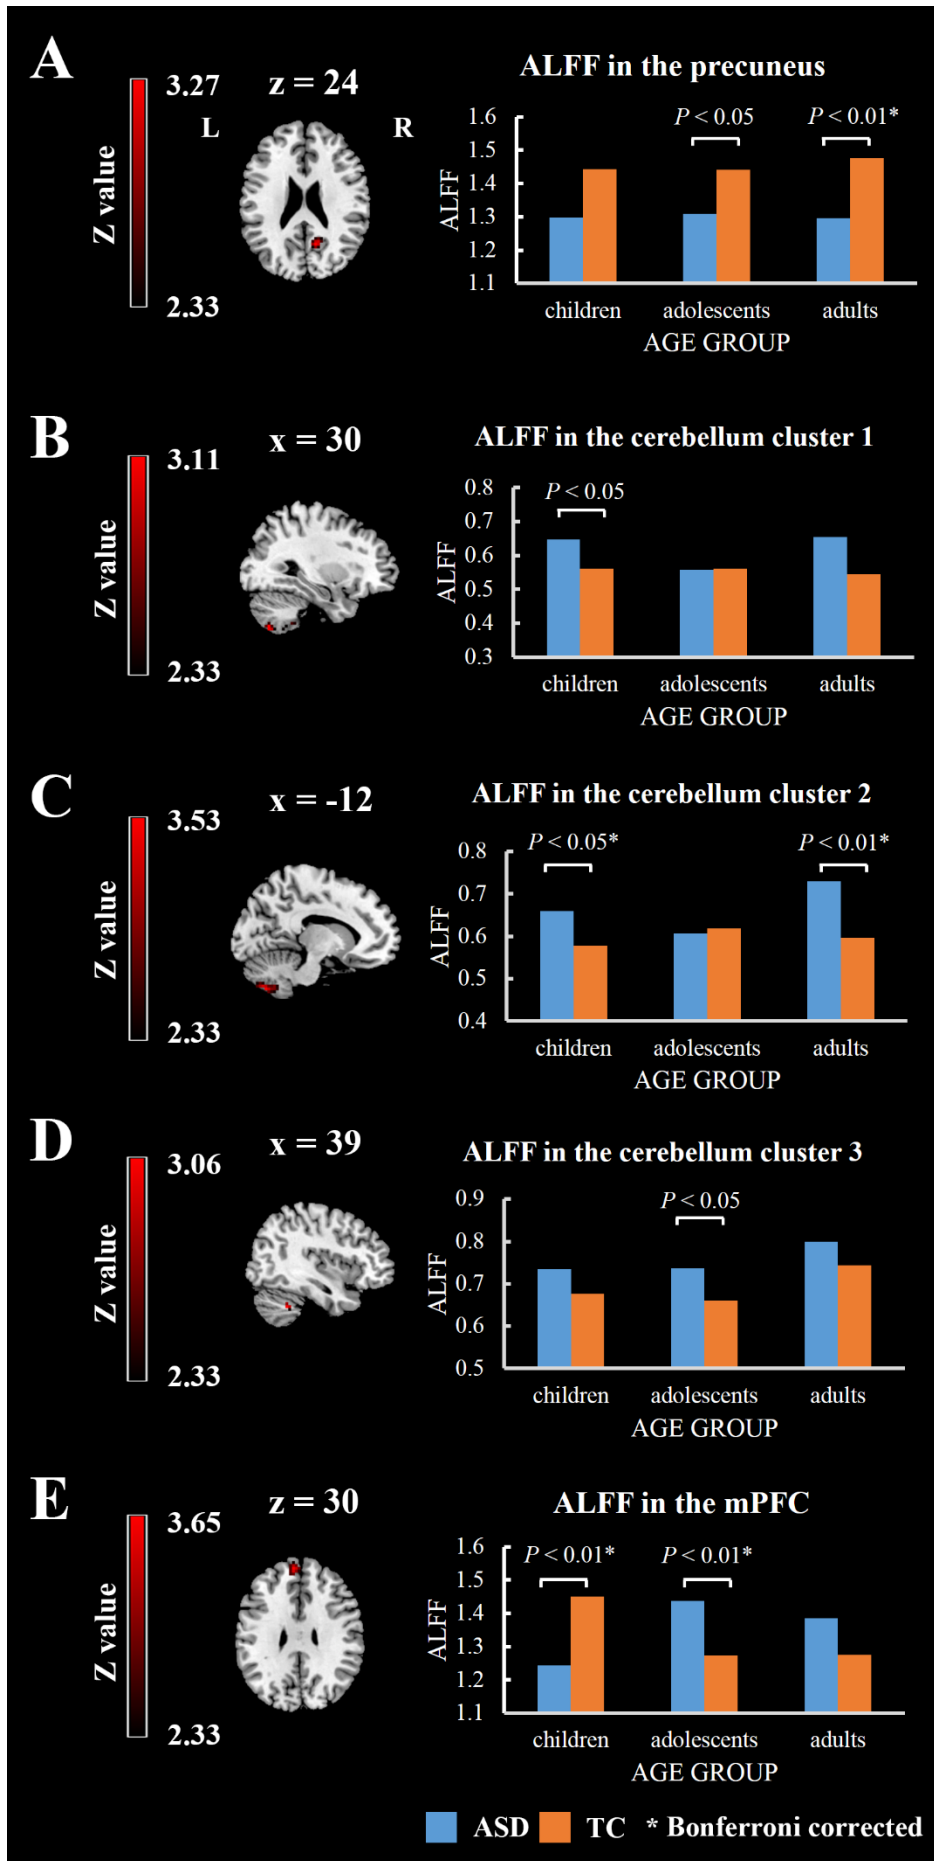 A
3.27
z = 24
L
R
Z value
2.33
ALFF in the precuneus
P < 0.05
P < 0.01*
1.6
1.5
1.4
1.3
1.2
1.1
ALFF
children
adolescents
adults
AGE GROUP
B
3.11
x = 30
Z value
2.33
ALFF in the cerebellum cluster 1
P < 0.05
0.8
0.7
0.6
0.5
0.4
0.3
ALFF
children
adolescents
adults
AGE GROUP
C
3.53
x = -12
Z value
2.33
ALFF in the cerebellum cluster 2
P < 0.05*
P < 0.01*
0.8
0.7
0.6
0.5
0.4
ALFF
children
adolescents
adults
AGE GROUP
D
3.06
x = 39
Z value
2.33
ALFF in the cerebellum cluster 3
P < 0.05
0.9
0.8
0.7
0.6
0.5
ALFF
children
adolescents
adults
AGE GROUP
E
3.65
z = 30
Z value
2.33
ALFF in the mPFC
P < 0.01*
P < 0.01*
1.6
1.5
1.4
1.3
1.2
1.1
ALFF
children
adolescents
adults
AGE GROUP
ASD
TC
* Bonferroni corrected